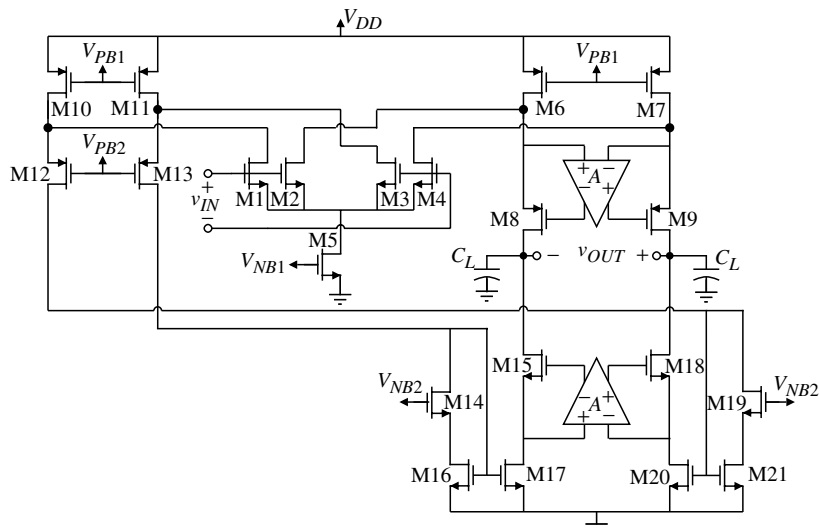 V_DD
V_PB1
V_PB1
M10
M11
M6
M7
V_PB2
M12
M13
+
v_IN
−
M1
M2
M3
M4
+ A +
− −
M8
M9
M5
V_NB1
C_L
−
v_OUT
+
C_L
M15
M18
V_NB2
M14
− A +
+ −
M19
V_NB2
M16
M17
M20
M21